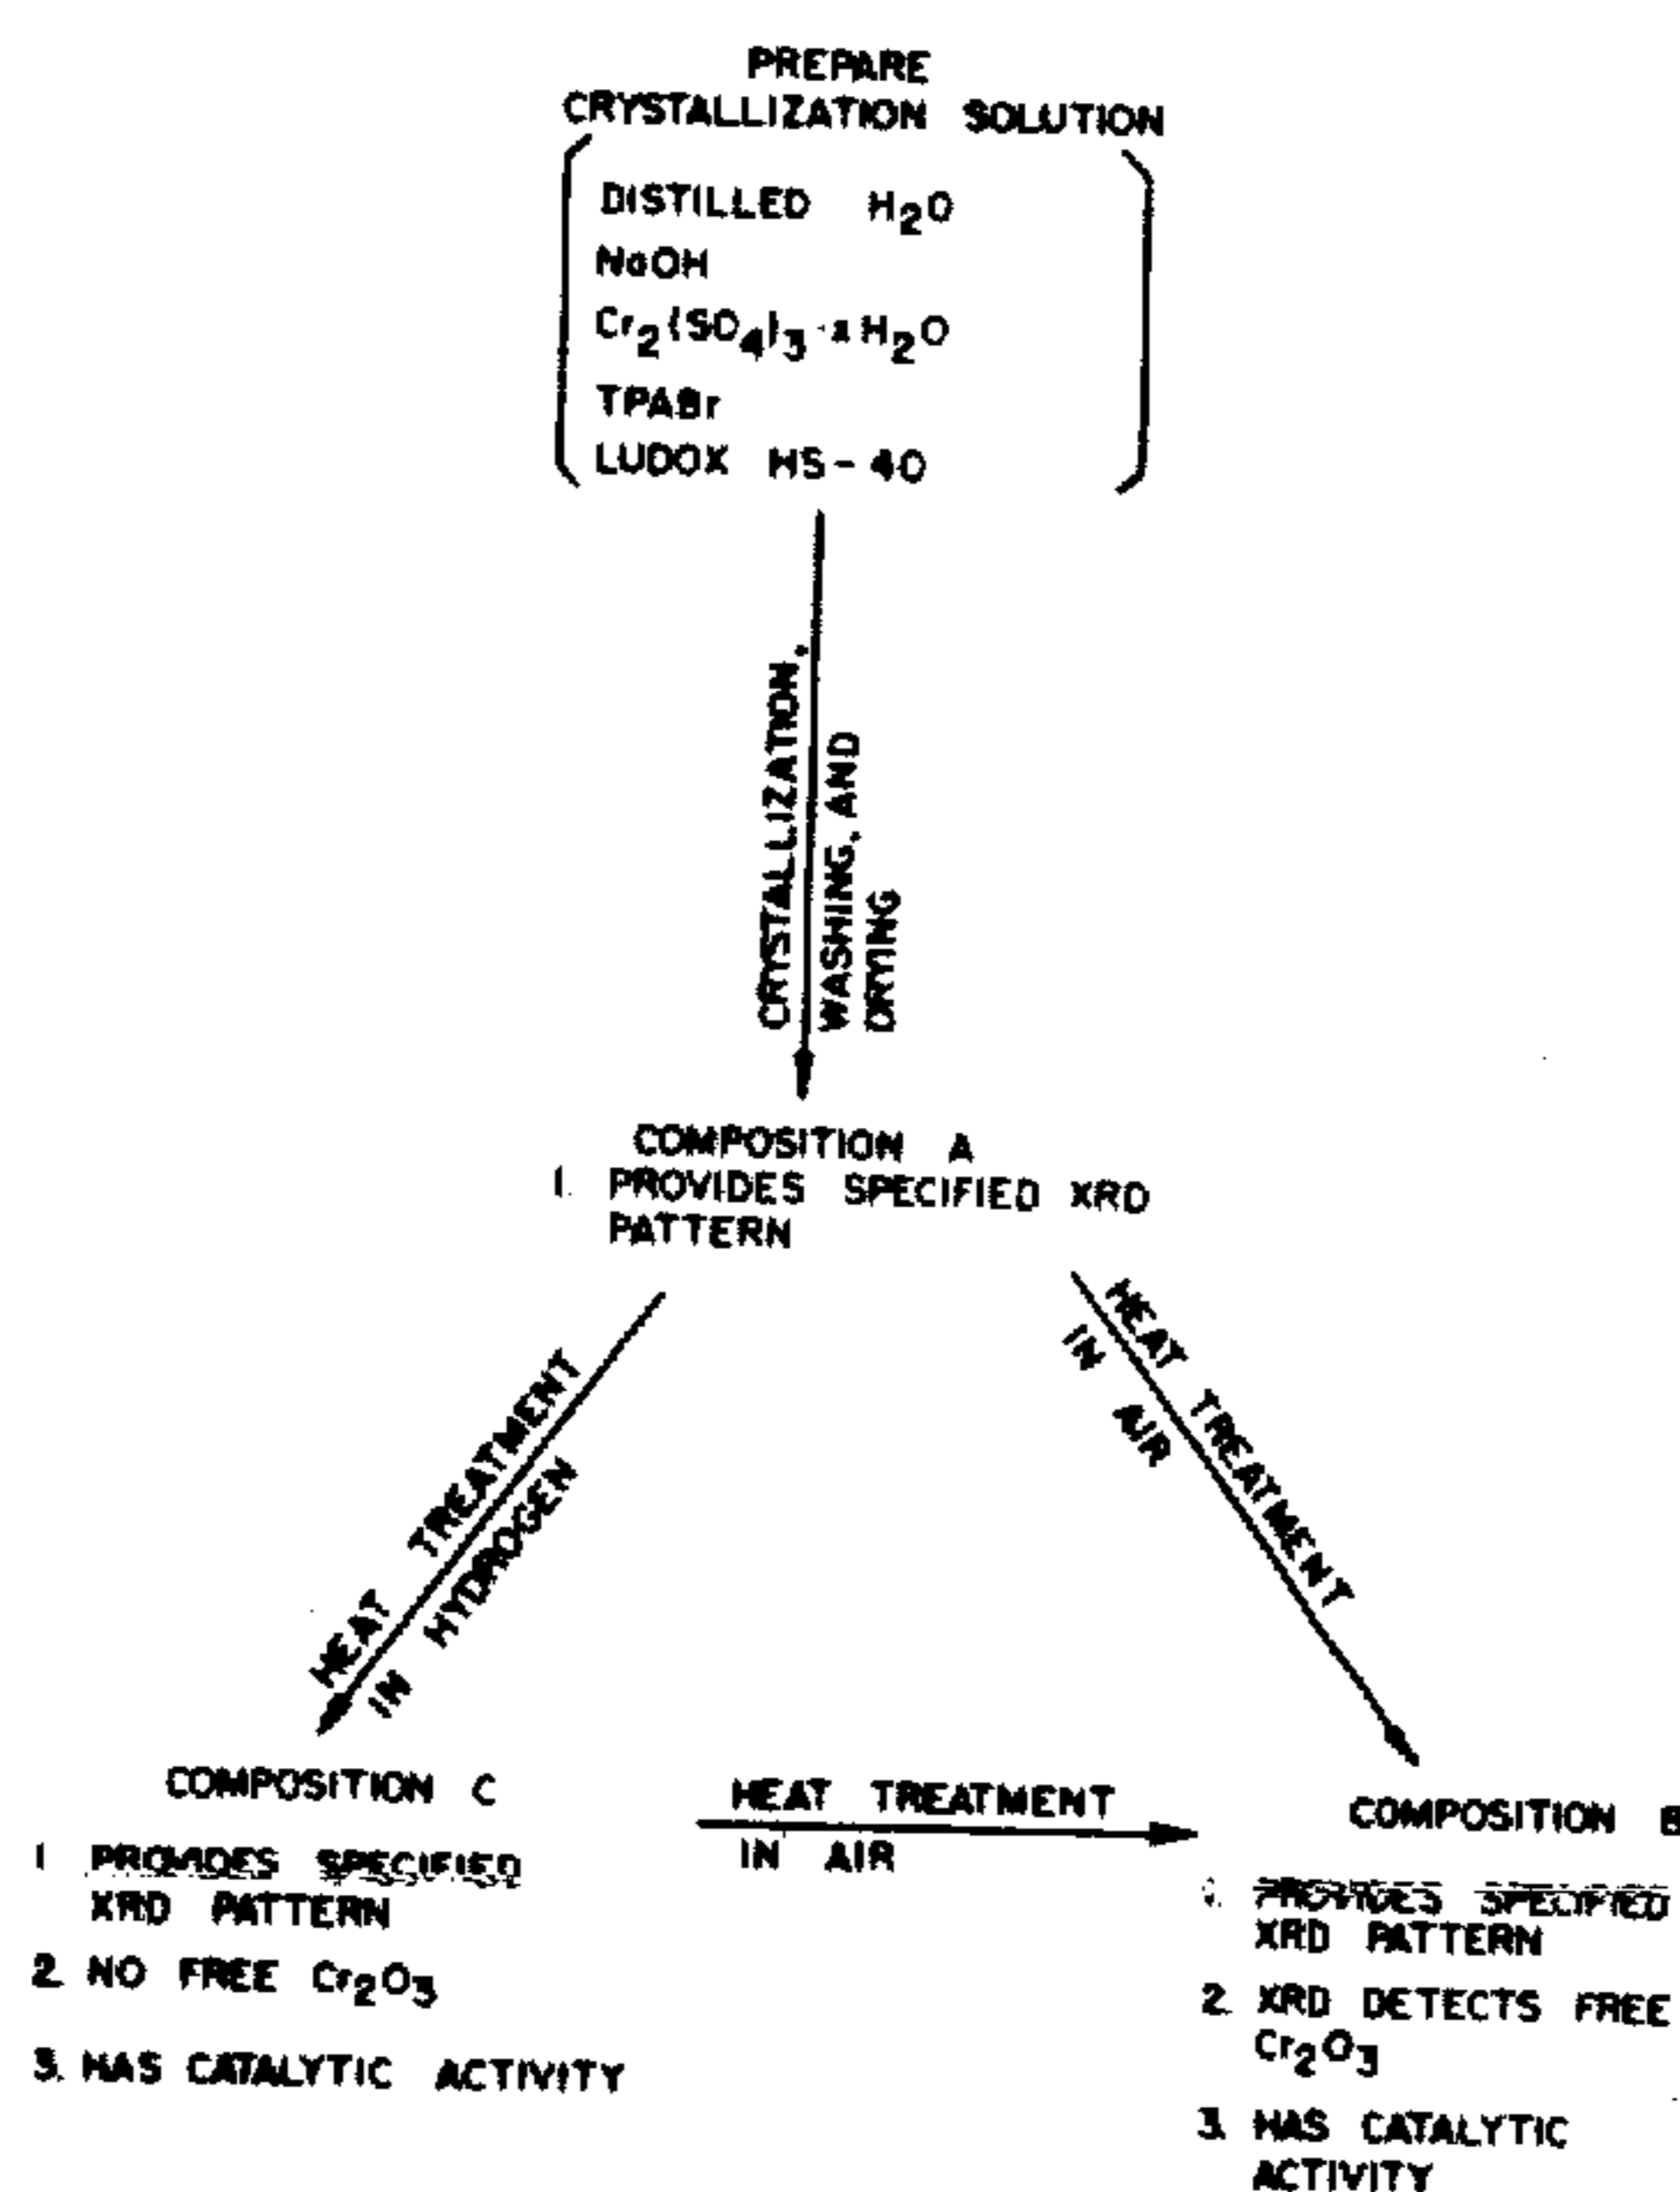 PREPARE
CRYSTALLIZATION SOLUTION
DISTILLED H2O
NaOH
Cr2(SO4)3·xH2O
TPABr
LUDOX HS-40
CRYSTALLIZATION,
WASHING, AND
DRYING
COMPOSITION A
1. PROVIDES SPECIFIED XRD
PATTERN
HEAT TREATMENT
IN HYDROGEN
HEAT TREATMENT
IN AIR
COMPOSITION C
1 PROVIDES SPECIFIED
XRD PATTERN
2. NO FREE Cr2O3
3. HAS CATALYTIC ACTIVITY
HEAT TREATMENT
IN AIR
COMPOSITION B
1. PROVIDES SPECIFIED
XRD PATTERN
2. XRD DETECTS FREE
Cr2O3
3. HAS CATALYTIC
ACTIVITY